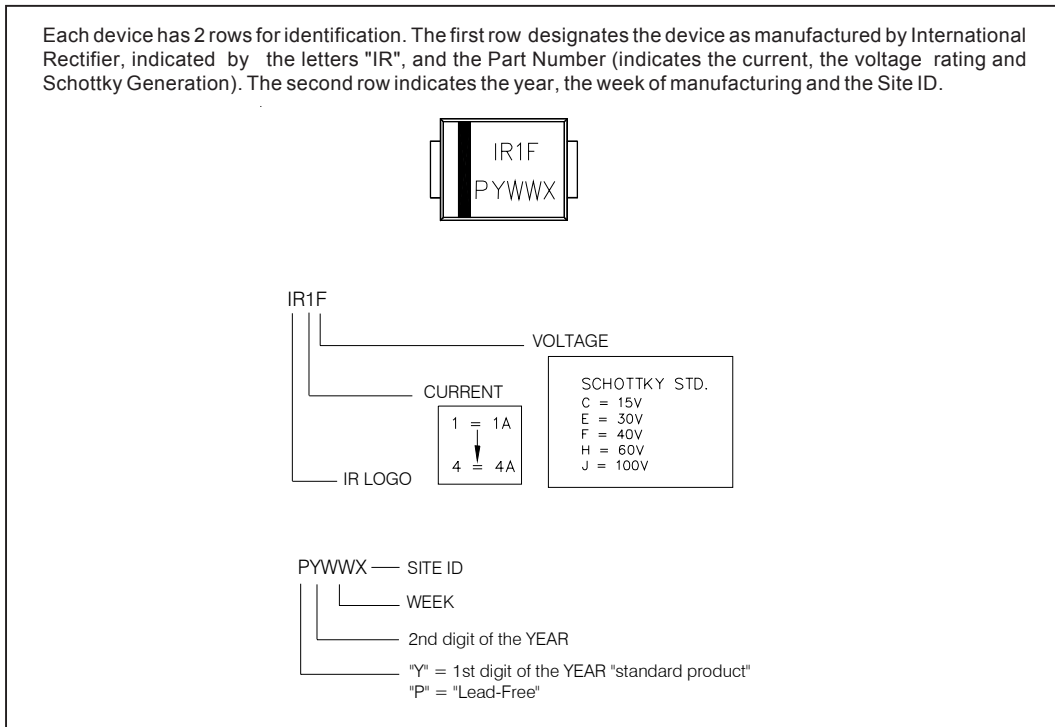 Each device has 2 rows for identification. The first row designates the device as manufactured by International
Rectifier, indicated by the letters "IR", and the Part Number (indicates the current, the voltage rating and
Schottky Generation). The second row indicates the year, the week of manufacturing and the Site ID.
IR1F
PYWWX
IR1F
VOLTAGE
SCHOTTKY STD.
C = 15V
E = 30V
F = 40V
H = 60V
J = 100V
CURRENT
1 = 1A
4 = 4A
IR LOGO
PYWWX
SITE ID
WEEK
2nd digit of the YEAR
"Y" = 1st digit of the YEAR "standard product"
"P" = "Lead-Free"